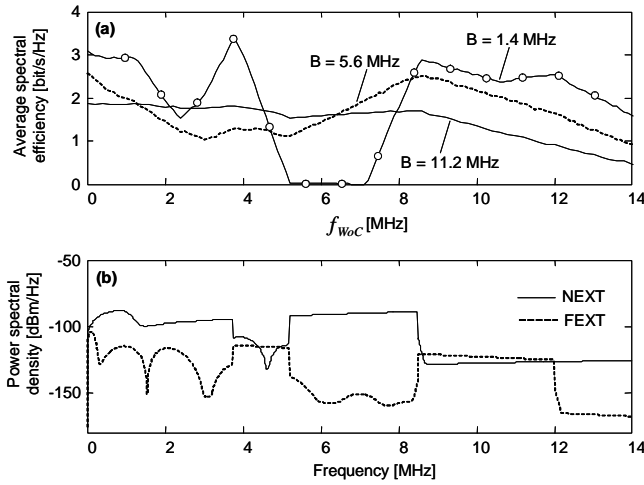 (a)
Average spectral
efficiency [bit/s/Hz]
4
3
2
1
0
B = 5.6 MHz
B = 1.4 MHz
B = 11.2 MHz
0 2 4 6 8 10 12 14
f_WoC [MHz]
(b)
Power spectral
density [dBm/Hz]
-50
-100
-150
NEXT
FEXT
0 2 4 6 8 10 12 14
Frequency [MHz]